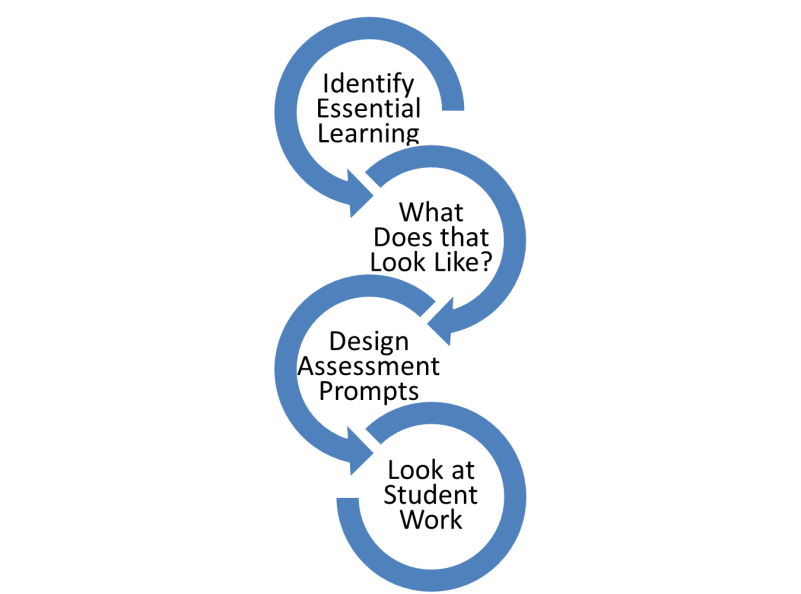 Identify
Essential
Learning
What
Does that
Look Like?
Design
Assessment
Prompts
Look at
Student
Work